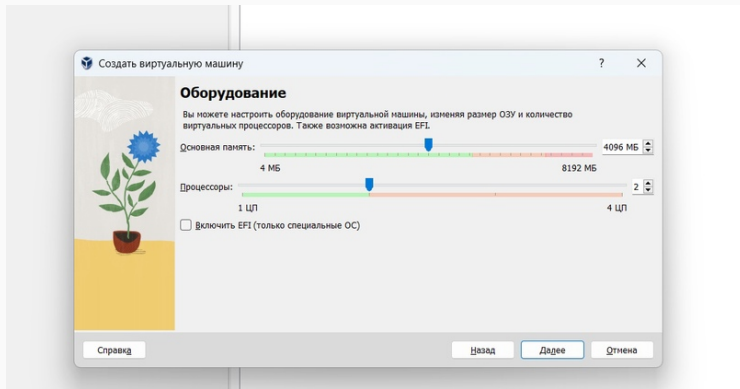 Создать виртуальную машину
?
Оборудование
Вы можете настроить оборудование виртуальной машины, изменяя размер ОЗУ и количество
виртуальных процессоров. Также возможна активация EFI.
Основная память: 4096 МБ
4 МБ 8192 МБ
Процессоры: 2
1 ЦП 4 ЦП
Включить EFI (только специальные ОС)
Справка Назад Далее Отмена